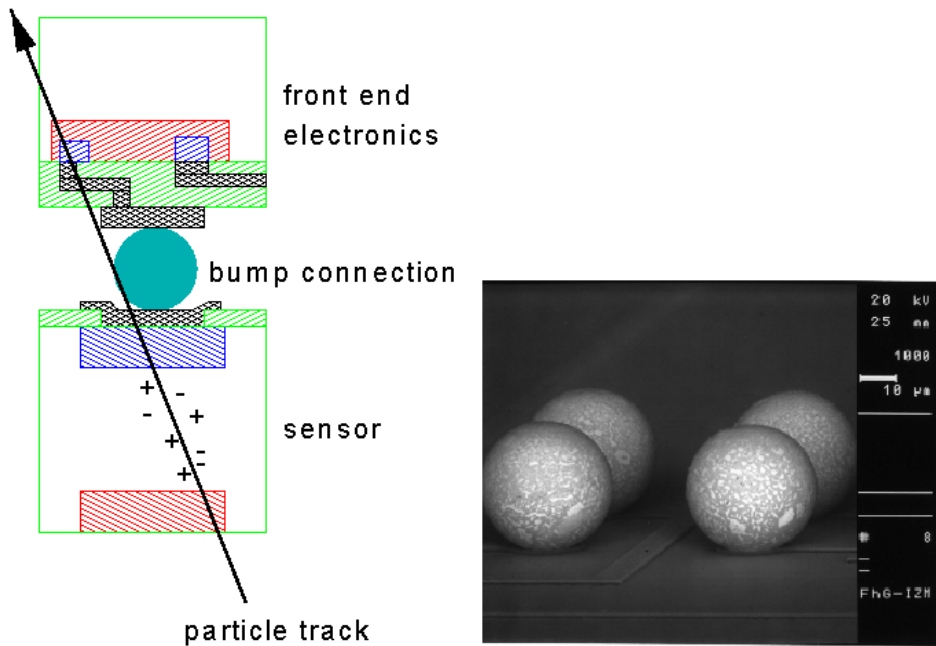 front end
electronics
bump connection
sensor
particle track
20 kV
25 mm
1000
10 µm
8
FhG-IZM